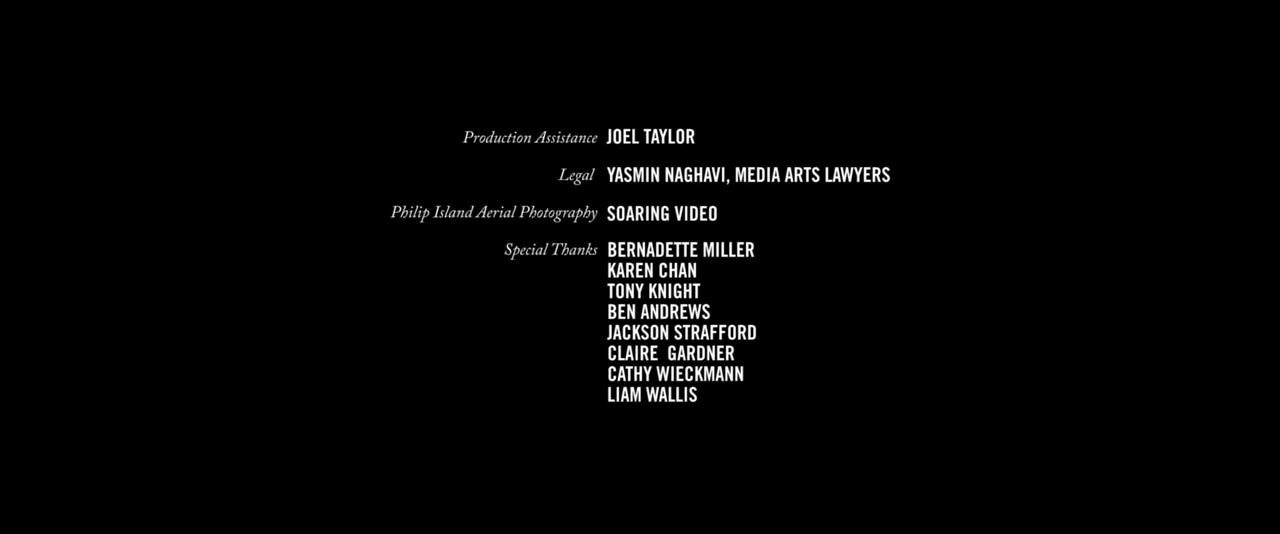 Production Assistance JOEL TAYLOR
Legal YASMIN NAGHAVI, MEDIA ARTS LAWYERS
Philip Island Aerial Photography SOARING VIDEO
Special Thanks BERNADETTE MILLER
KAREN CHAN
TONY KNIGHT
BEN ANDREWS
JACKSON STRAFFORD
CLAIRE GARDNER
CATHY WIECKMANN
LIAM WALLIS